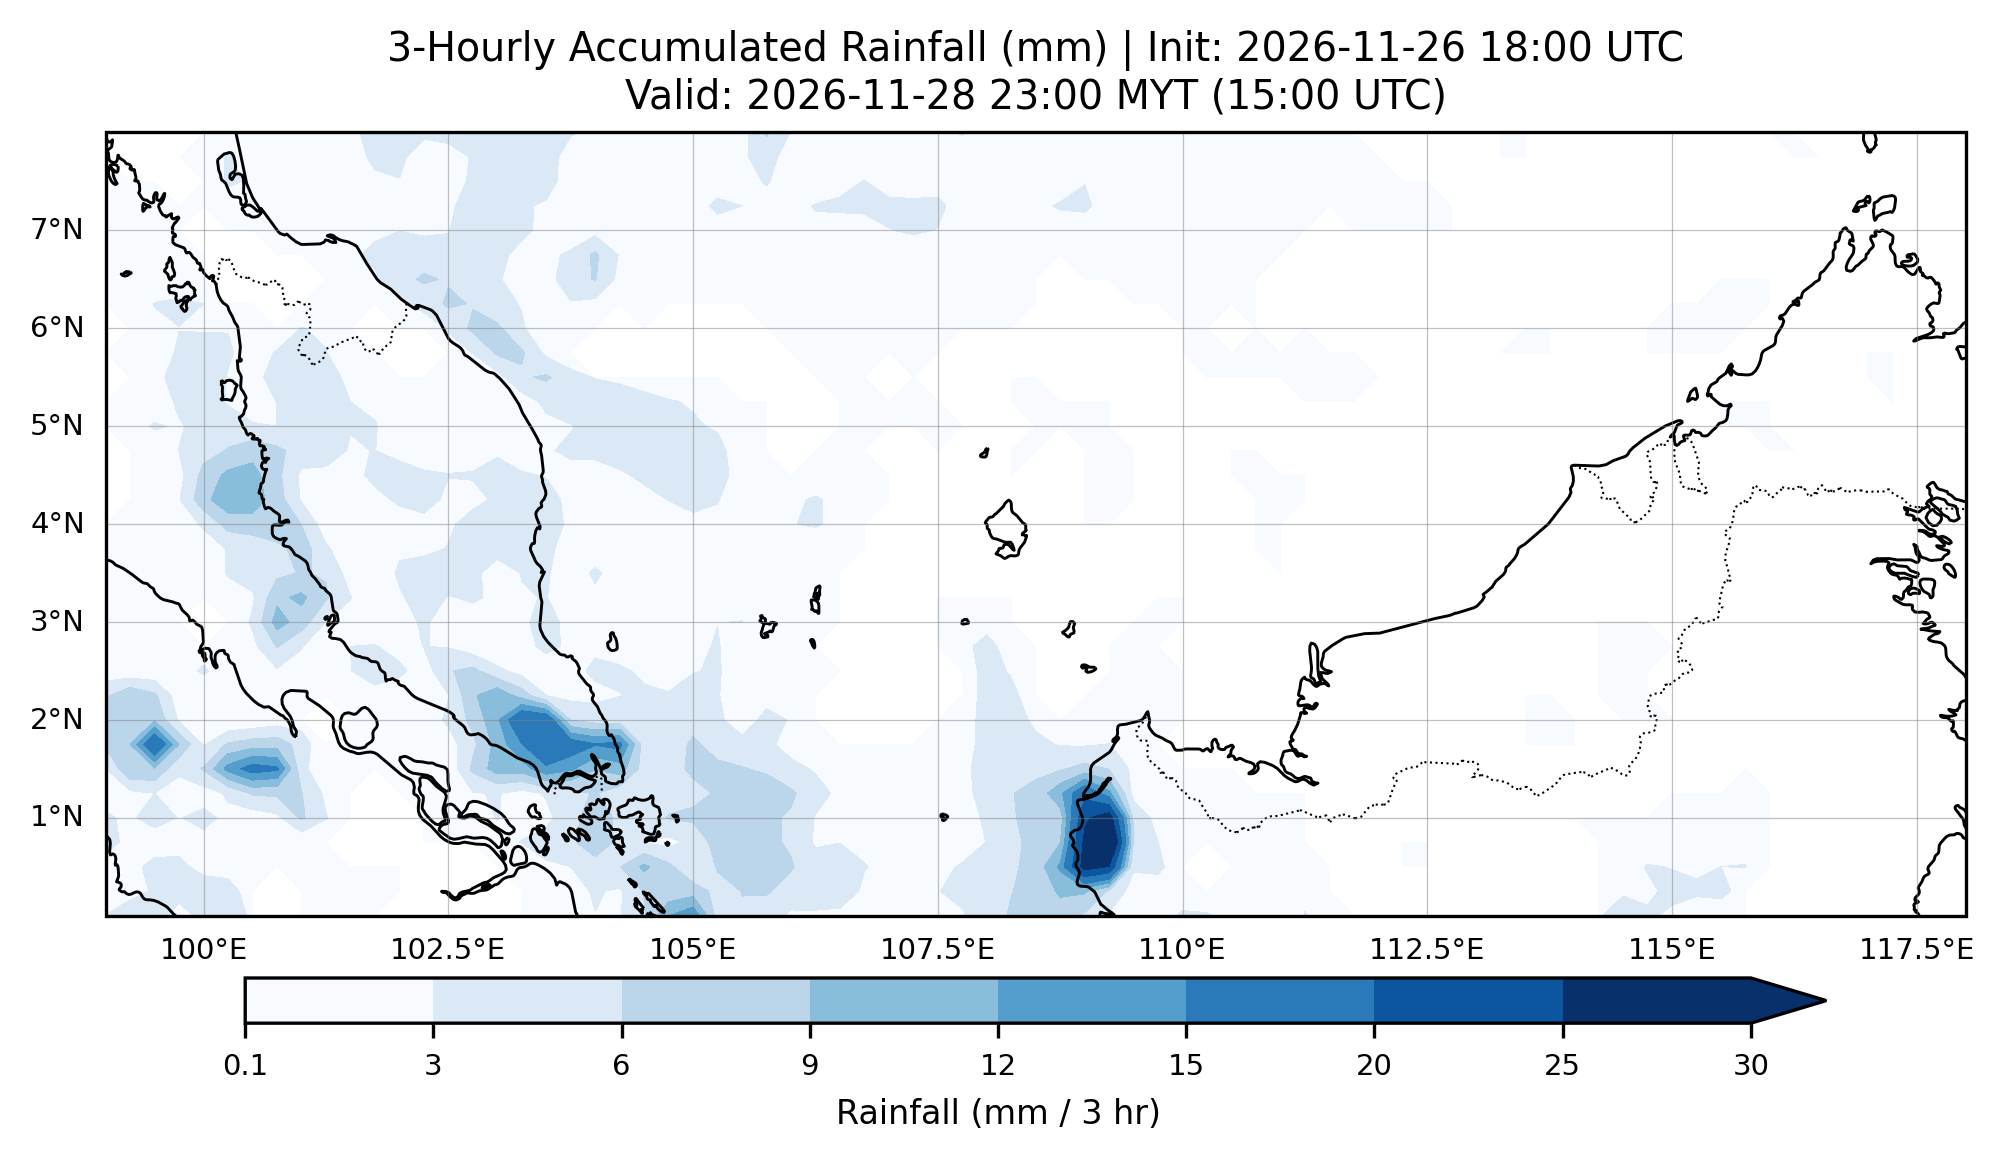 3-Hourly Accumulated Rainfall (mm) | Init: 2026-11-26 18:00 UTC
Valid: 2026-11-28 23:00 MYT (15:00 UTC)
7°N
6°N
5°N
4°N
3°N
2°N
1°N
100°E 102.5°E 105°E 107.5°E 110°E 112.5°E 115°E 117.5°E
0.1 3 6 9 12 15 20 25 30
Rainfall (mm / 3 hr)